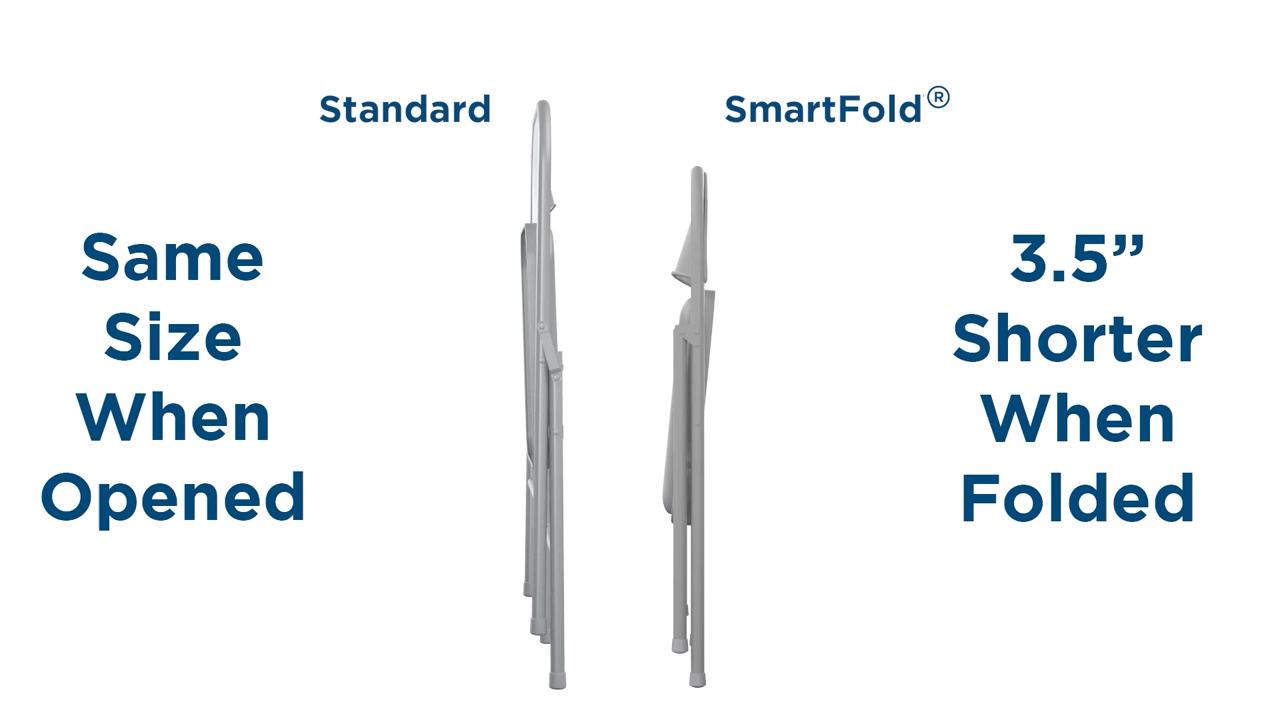 Standard
SmartFold®
Same
Size
When
Opened
3.5”
Shorter
When
Folded